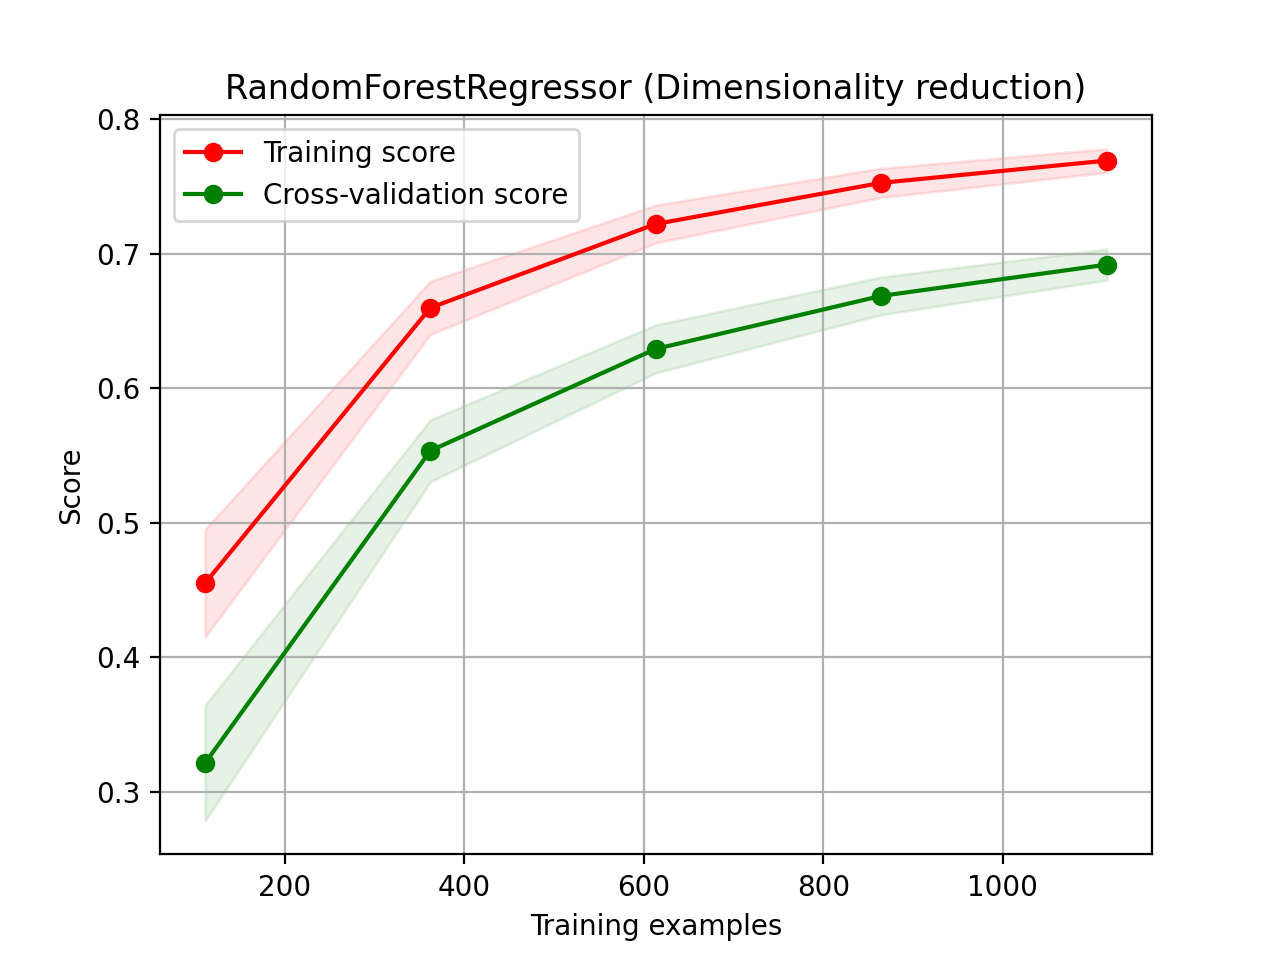 RandomForestRegressor (Dimensionality reduction)
Training score
Cross-validation score
0.8
0.7
0.6
0.5
0.4
0.3
Score
200
400
600
800
1000
Training examples